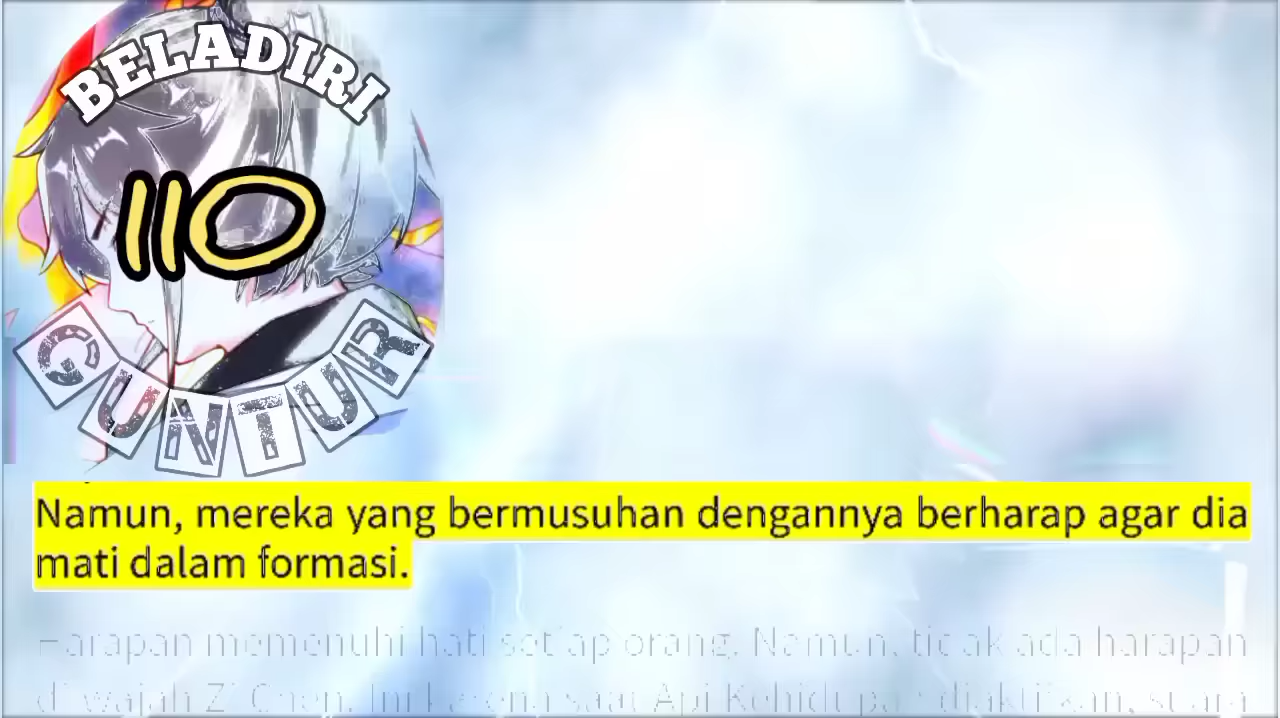 BELADIRI
110
GUNTUR
Namun, mereka yang bermusuhan dengannya berharap agar dia
mati dalam formasi.
Harapan memenuhi hati setiap orang. Namun, tidak ada harapan
di wajah Zi Chen. Ini karena saat Api Kehidupan diaktifkan, suara